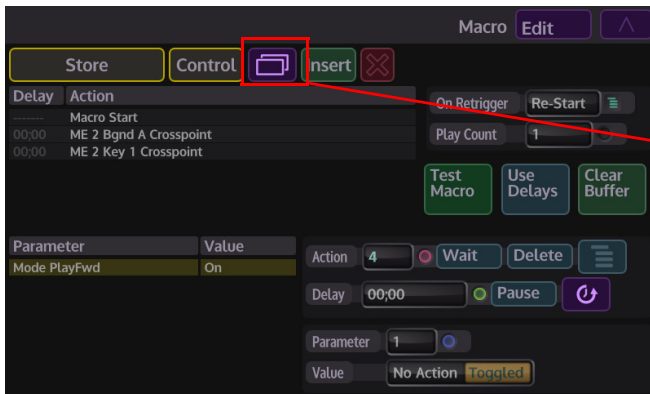 Macro Edit
Store Control Insert
Delay Action
------- Macro Start
00;00 ME 2 Bgnd A Crosspoint
00;00 ME 2 Key 1 Crosspoint
On Retrigger Re-Start
Play Count 1
Test Macro
Use Delays
Clear Buffer
Parameter Value
Mode PlayFwd On
Action 4 Wait Delete
Delay 00;00 Pause
Parameter 1
Value No Action Toggled